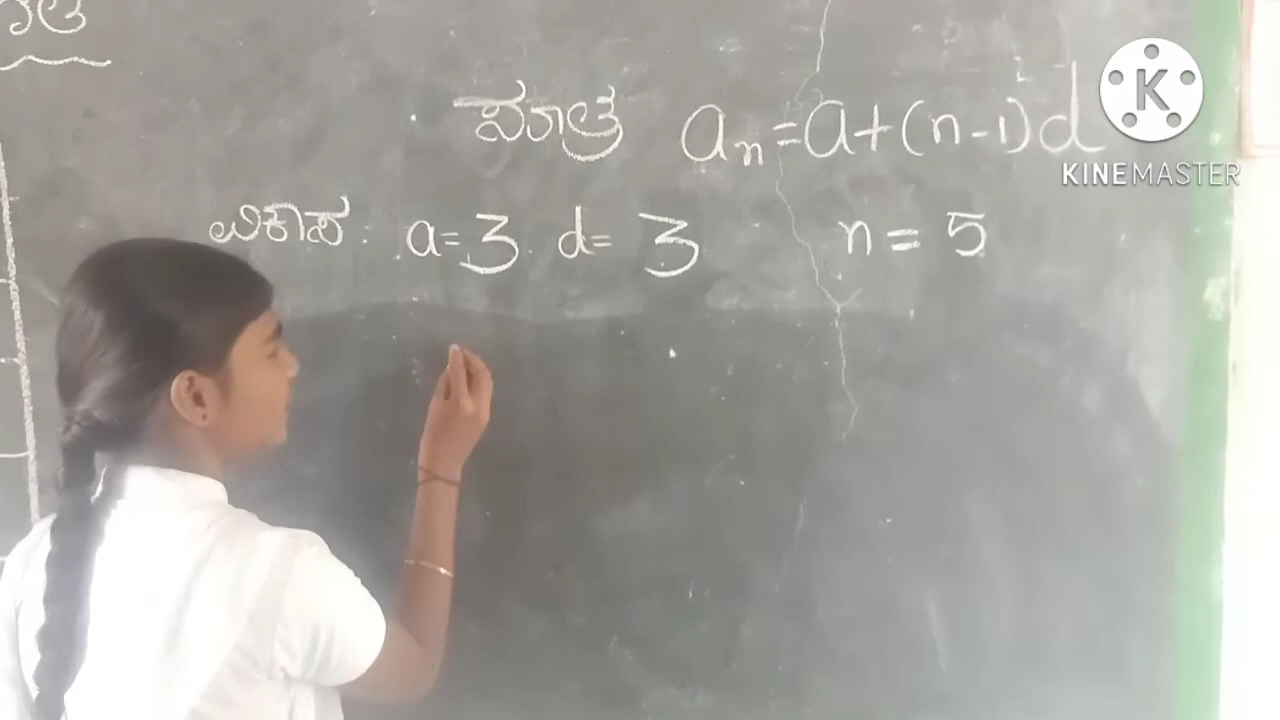 ಸೂತ್ರ aₙ = a + (n - 1) d
ವಿಕಾಸ : a = 3 d = 3 n = 5
K
KINEMASTER